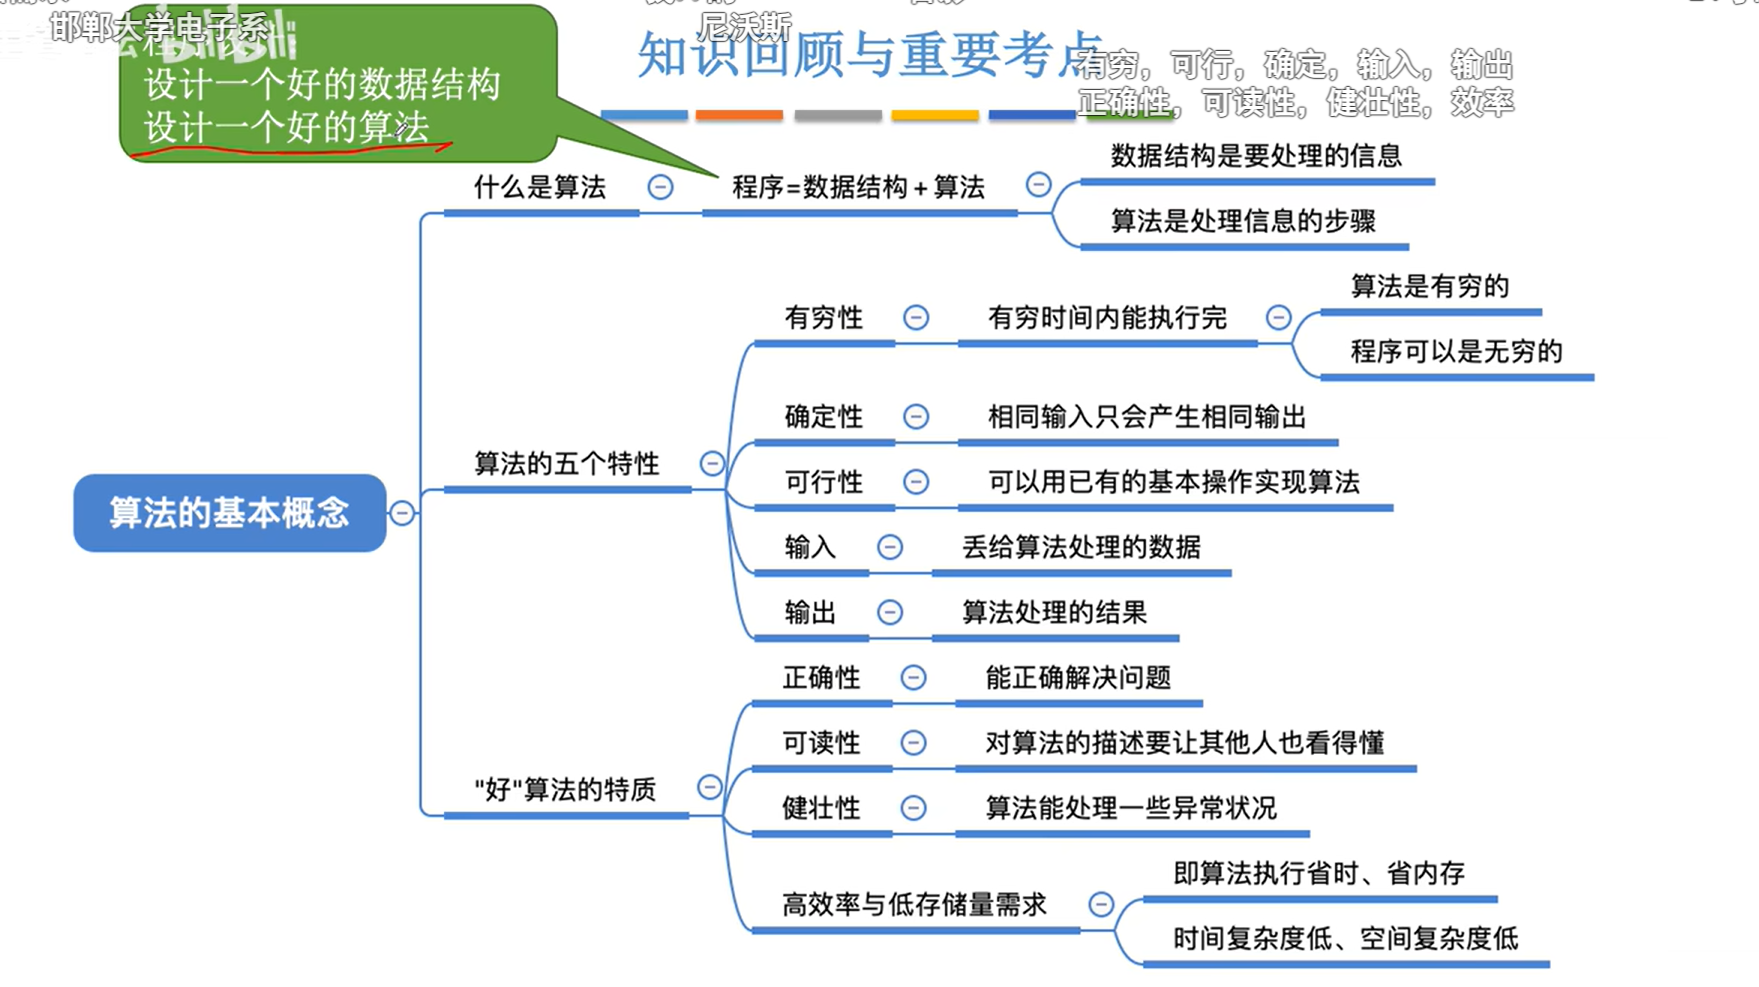 邯郸大学电子系
尼沃斯
设计一个好的数据结构
设计一个好的算法
知识回顾与重要考点
有穷，可行，确定，输入，输出
正确性，可读性，健壮性，效率
什么是算法
程序=数据结构+算法
数据结构是要处理的信息
算法是处理信息的步骤
算法的基本概念
算法的五个特性
有穷性
有穷时间内能执行完
算法是有穷的
程序可以是无穷的
确定性
相同输入只会产生相同输出
可行性
可以用已有的基本操作实现算法
输入
丢给算法处理的数据
输出
算法处理的结果
"好"算法的特质
正确性
能正确解决问题
可读性
对算法的描述要让其他人也看得懂
健壮性
算法能处理一些异常状况
高效率与低存储量需求
即算法执行省时、省内存
时间复杂度低、空间复杂度低